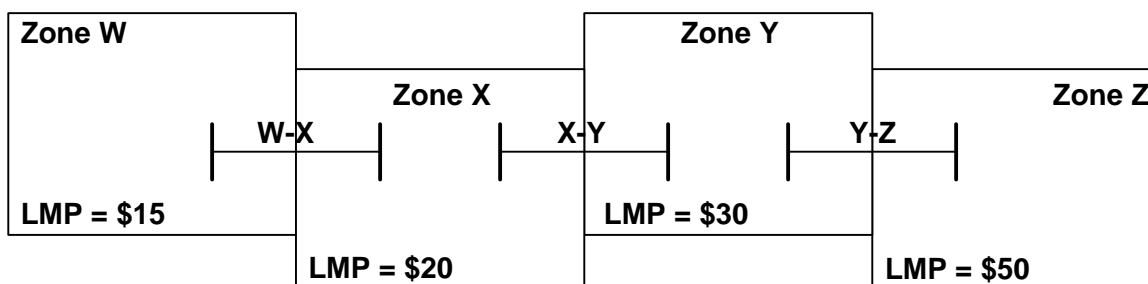 Zone W
Zone Y
Zone X
Zone Z
W-X
X-Y
Y-Z
LMP = $15
LMP = $30
LMP = $20
LMP = $50